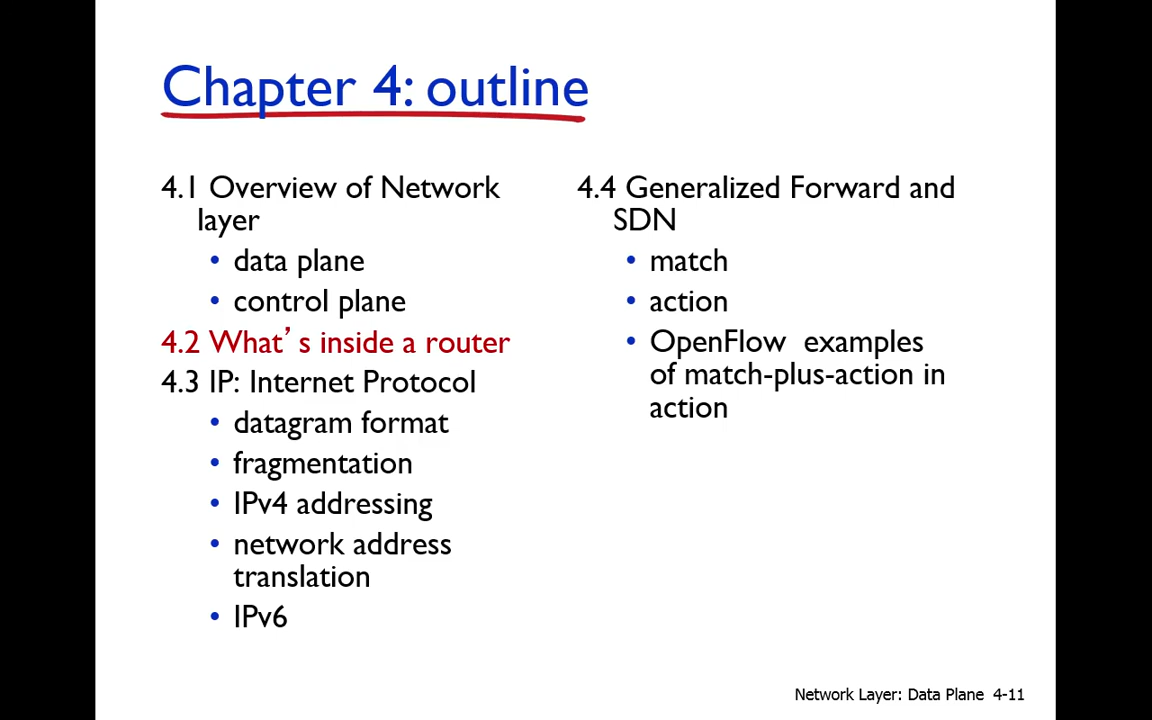 Chapter 4: outline
4.1 Overview of Network
layer
• data plane
• control plane
4.2 What’ s inside a router
4.3 IP: Internet Protocol
• datagram format
• fragmentation
• IPv4 addressing
• network address
translation
• IPv6
4.4 Generalized Forward and
SDN
• match
• action
• OpenFlow examples
of match-plus-action in
action
Network Layer: Data Plane 4-11